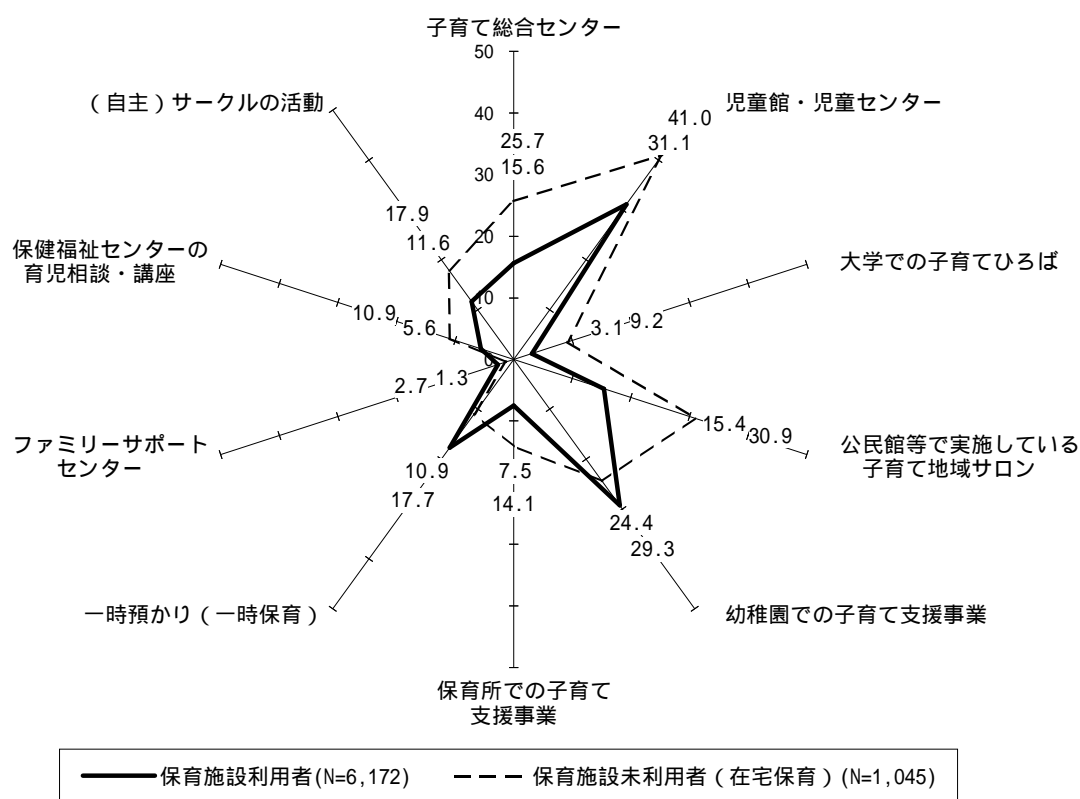 子育て総合センター
50
40
30
20
10
0
25.7
15.6
児童館・児童センター
41.0
31.1
大学での子育てひろば
3.1
9.2
公民館等で実施している
子育て地域サロン
15.4
30.9
幼稚園での子育て支援事業
24.4
29.3
保育所での子育て
支援事業
7.5
14.1
一時預かり(一時保育)
10.9
17.7
ファミリーサポート
センター
2.7
1.3
保健福祉センターの
育児相談・講座
10.9
5.6
(自主)サークルの活動
17.9
11.6
保育施設利用者(N=6,172)
保育施設未利用者(在宅保育)(N=1,045)